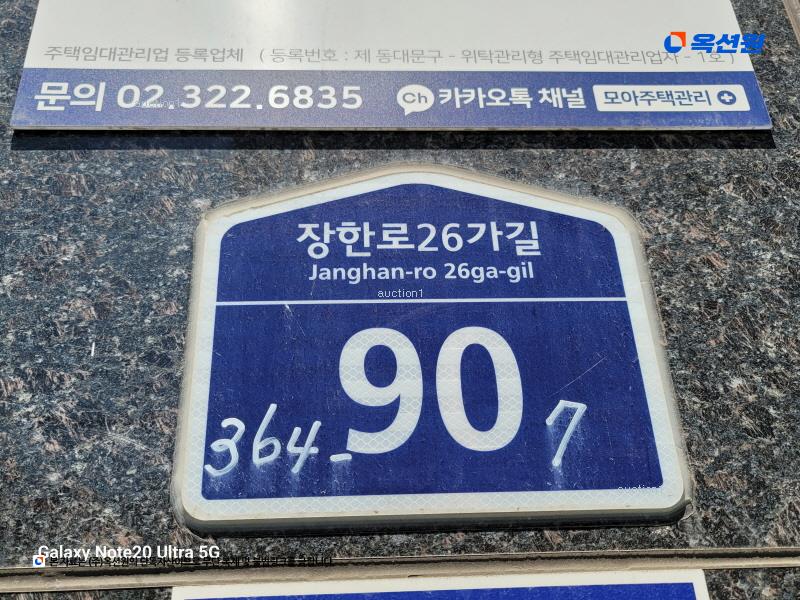 옥션원
주택임대관리업 등록업체 ( 등록번호 : 제 동대문구 - 위탁관리형 주택임대관리업자 - 1호 )
문의 02.322.6835 Ch 카카오톡 채널 모아주택관리
auction1
장한로26가길
Janghan-ro 26ga-gil
auction1
90
364- 7
auction1
Galaxy Note20 Ultra 5G